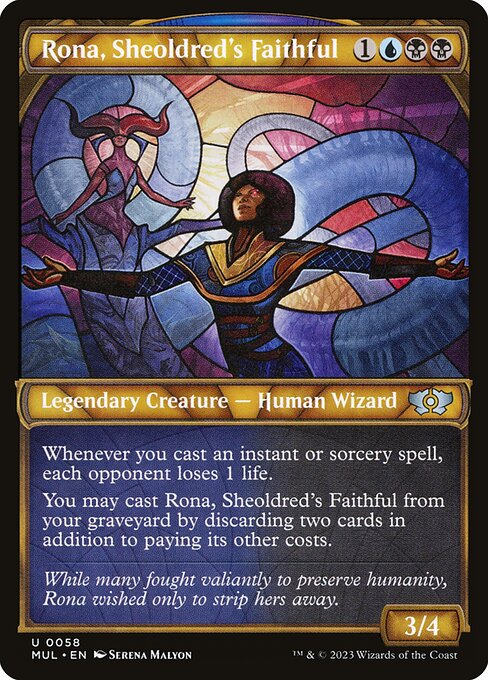 Rona, Sheoldred's Faithful 1
Legendary Creature — Human Wizard
Whenever you cast an instant or sorcery spell,
each opponent loses 1 life.
You may cast Rona, Sheoldred's Faithful from
your graveyard by discarding two cards in
addition to paying its other costs.
While many fought valiantly to preserve humanity,
Rona wished only to strip hers away.
3/4
U 0058
MUL • EN Serena Malyon
™ & © 2023 Wizards of the Coast